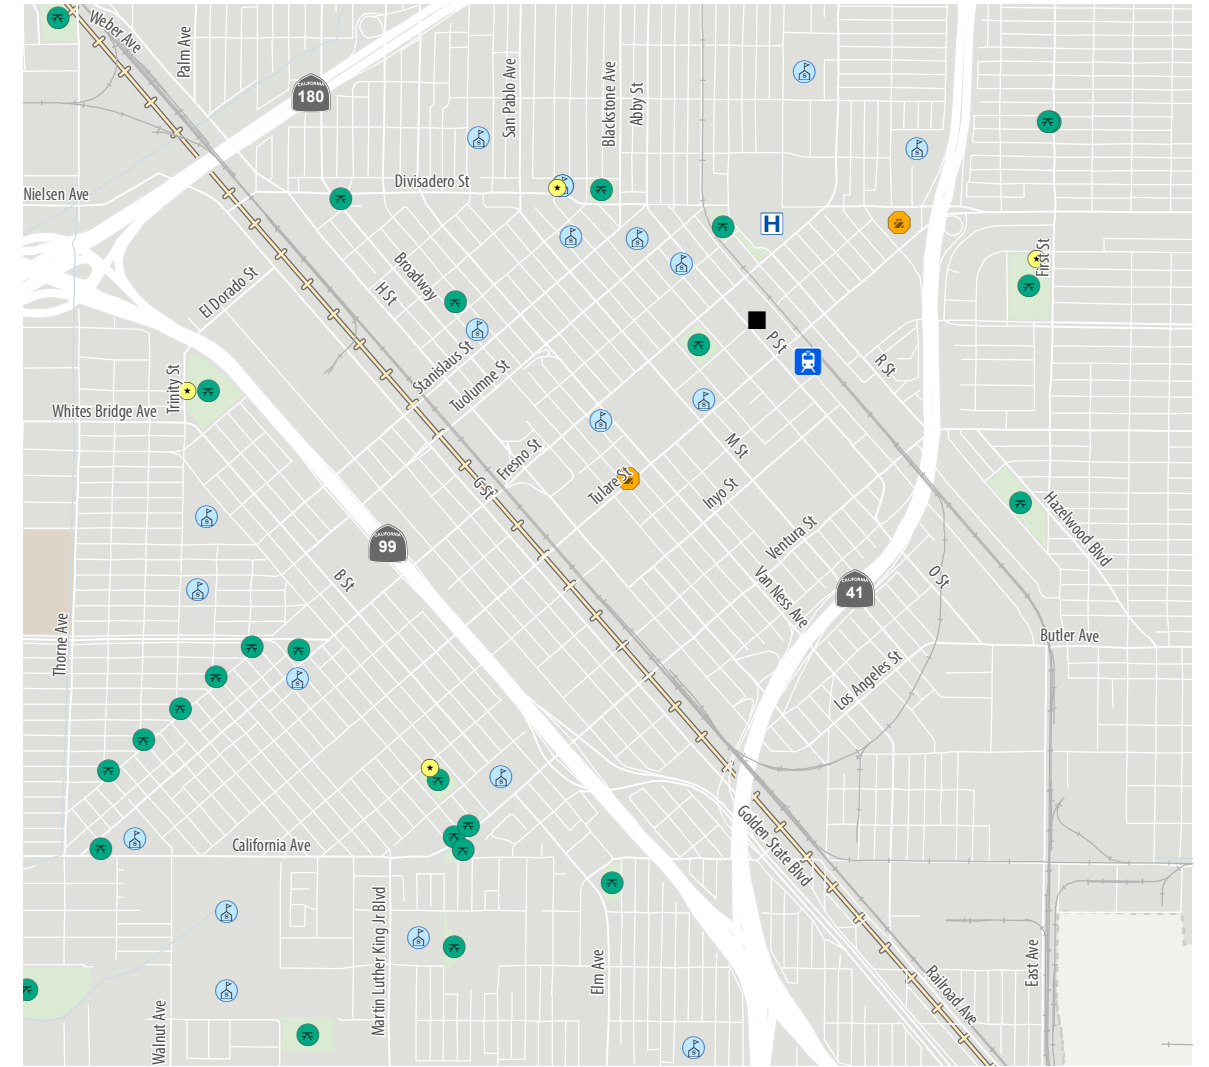 Weber Ave
Palm Ave
CALIFORNIA
180
San Pablo Ave
Blackstone Ave
Abby St
Nielsen Ave
Divisadero St
H
El Dorado St
H St
Broadway
First St
Trinity St
Whites Bridge Ave
Stanislaus St
Tuolumne St
P St
R St
Fresno St
G St
Tulare St
M St
Inyo St
Ventura St
Hazelwood Blvd
CALIFORNIA
99
B St
Van Ness Ave
CALIFORNIA
41
O St
Thorne Ave
Butler Ave
Los Angeles St
California Ave
Golden State Blvd
Martin Luther King Jr Blvd
Elm Ave
East Ave
Railroad Ave
Walnut Ave